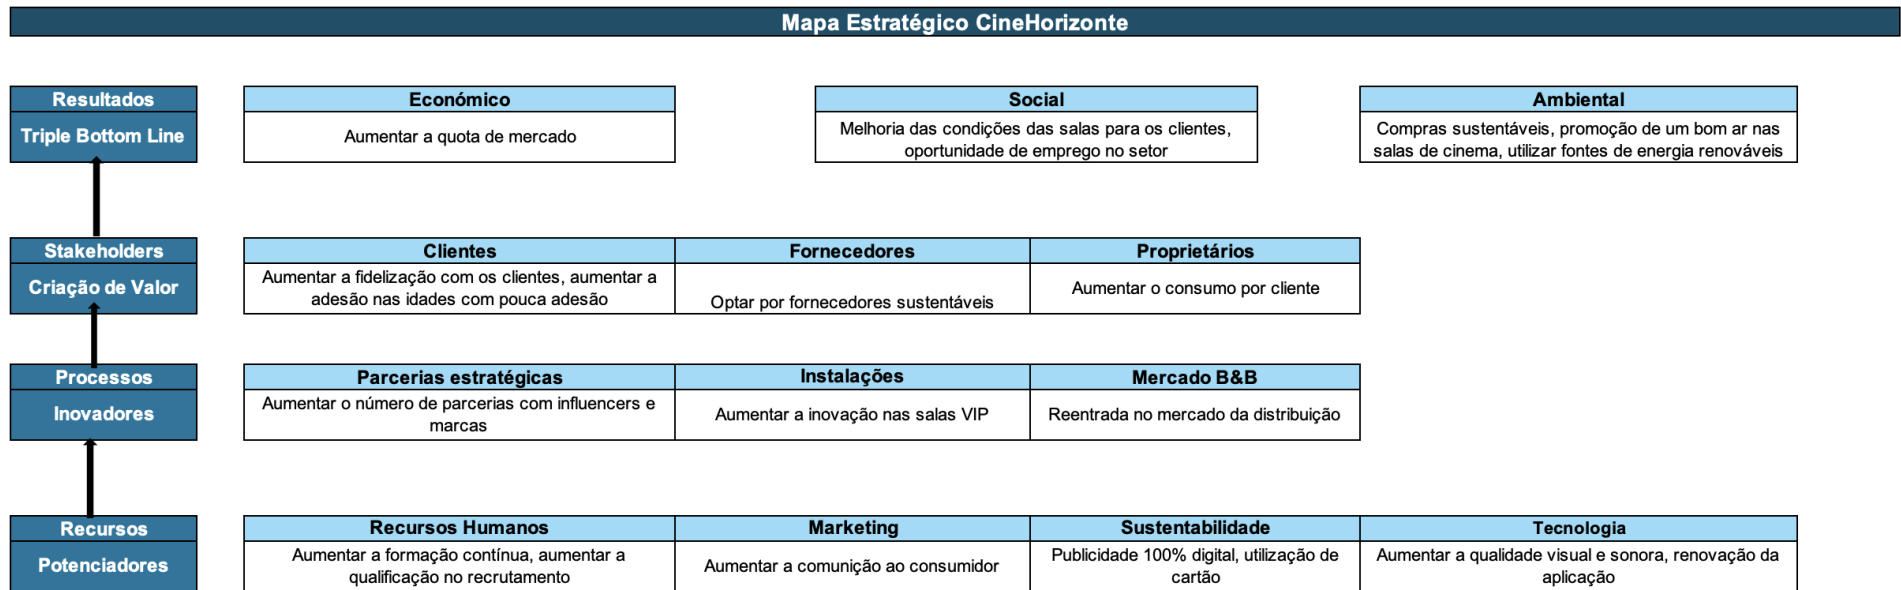 Mapa Estratégico CineHorizonte
Resultados
Triple Bottom Line
Económico
Aumentar a quota de mercado
Social
Melhoria das condições das salas para os clientes,
oportunidade de emprego no setor
Ambiental
Compras sustentáveis, promoção de um bom ar nas
salas de cinema, utilizar fontes de energia renováveis
Stakeholders
Criação de Valor
Clientes
Aumentar a fidelização com os clientes, aumentar a
adesão nas idades com pouca adesão
Fornecedores
Optar por fornecedores sustentáveis
Proprietários
Aumentar o consumo por cliente
Processos
Inovadores
Parcerias estratégicas
Aumentar o número de parcerias com influencers e
marcas
Instalações
Aumentar a inovação nas salas VIP
Mercado B&B
Reentrada no mercado da distribuição
Recursos
Potenciadores
Recursos Humanos
Aumentar a formação contínua, aumentar a
qualificação no recrutamento
Marketing
Aumentar a comunição ao consumidor
Sustentabilidade
Publicidade 100% digital, utilização de
cartão
Tecnologia
Aumentar a qualidade visual e sonora, renovação da
aplicação